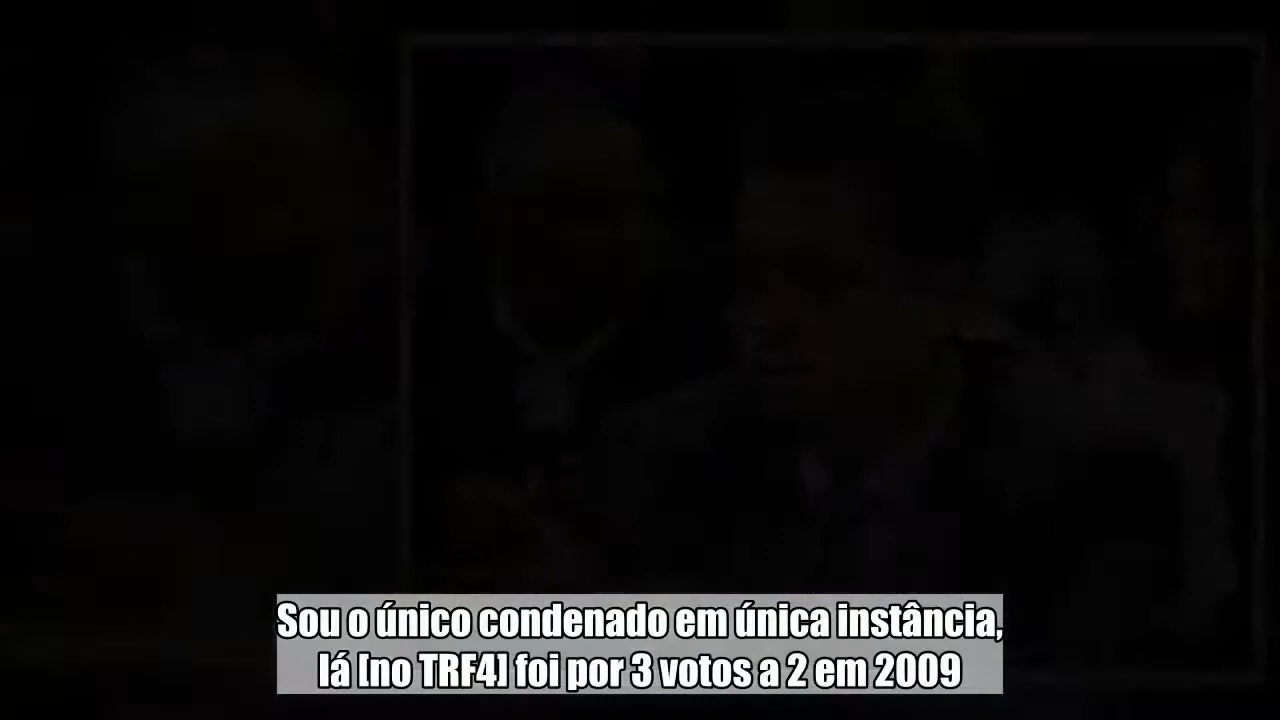 Sou o único condenado em única instância,
lá [no TRF4] foi por 3 votos a 2 em 2009